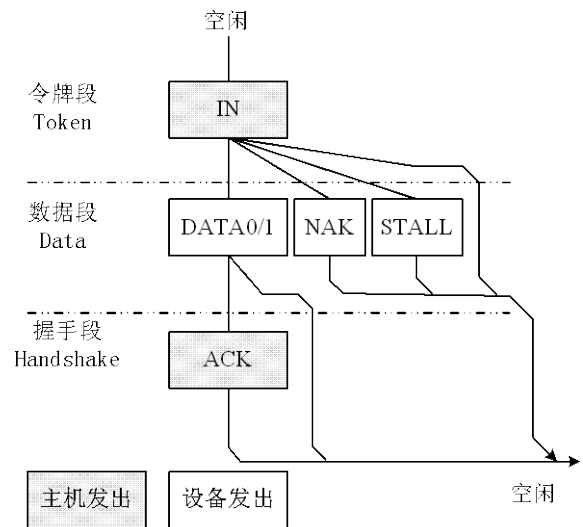 空闲
令牌段
Token
IN
数据段
Data
DATA0/1
NAK
STALL
握手段
Handshake
ACK
主机发出
设备发出
空闲